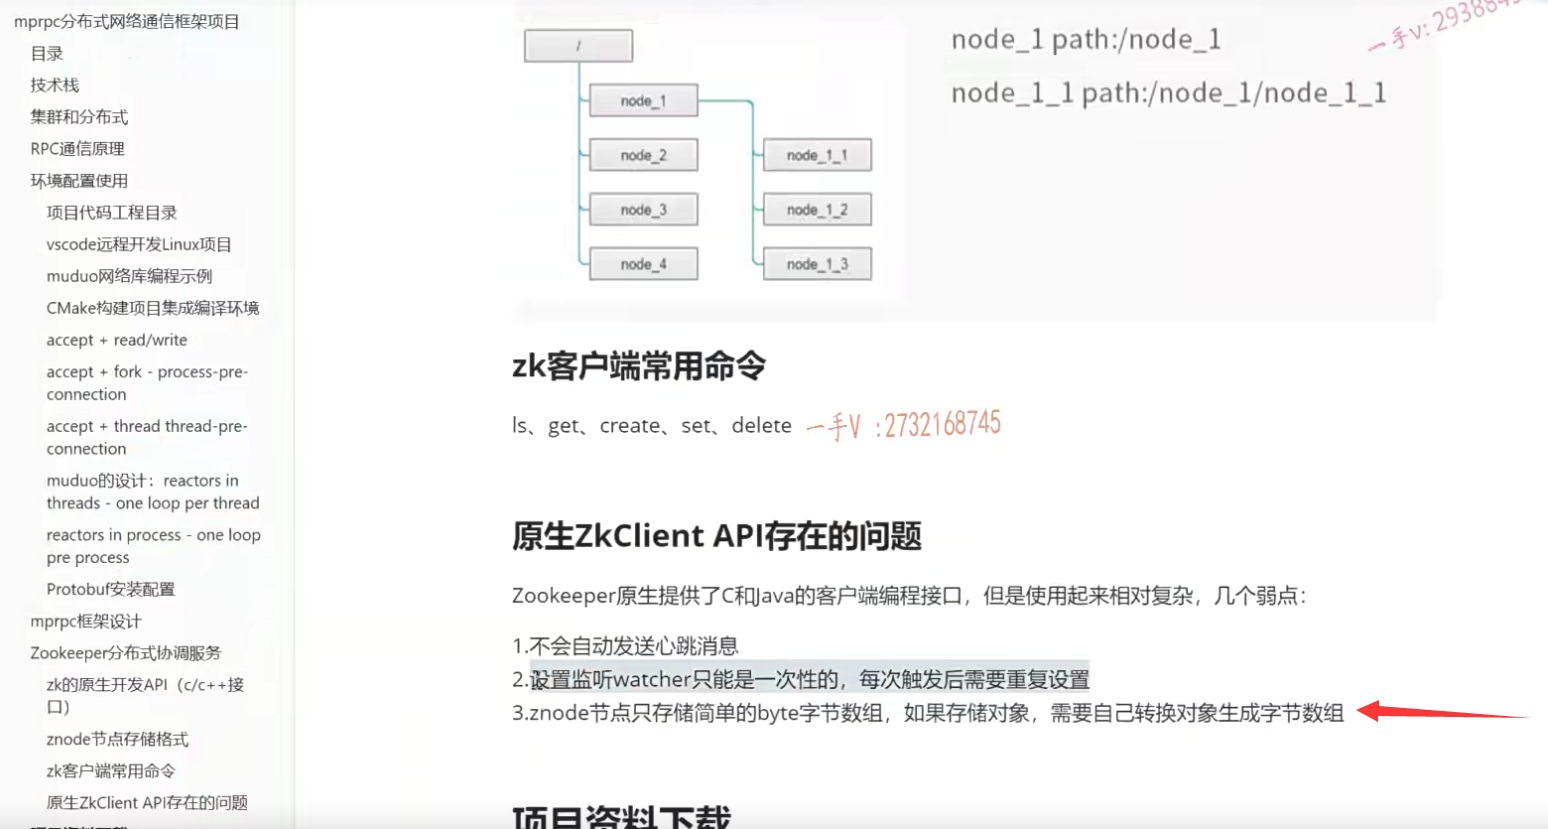 mprpc分布式网络通信框架项目
目录
技术栈
集群和分布式
RPC通信原理
环境配置使用
项目代码工程目录
vscode远程开发Linux项目
muduo网络库编程示例
CMake构建项目集成编译环境
accept + read/write
accept + fork - process-pre-
connection
accept + thread thread-pre-
connection
muduo的设计：reactors in
threads - one loop per thread
reactors in process - one loop
pre process
Protobuf安装配置
mprpc框架设计
Zookeeper分布式协调服务
zk的原生开发API（c/c++接
口）
znode节点存储格式
zk客户端常用命令
原生ZkClient API存在的问题
项目资料下载
/
node_1
node_2
node_3
node_4
node_1_1
node_1_2
node_1_3
node_1 path:/node_1
node_1_1 path:/node_1/node_1_1
一手v:
zk客户端常用命令
ls、get、create、set、delete
一手V :2732168745
原生ZkClient API存在的问题
Zookeeper原生提供了C和Java的客户端编程接口，但是使用起来相对复杂，几个弱点：
1.不会自动发送心跳消息
2.设置监听watcher只能是一次性的，每次触发后需要重复设置
3.znode节点只存储简单的byte字节数组，如果存储对象，需要自己转换对象生成字节数组
项目资料下载